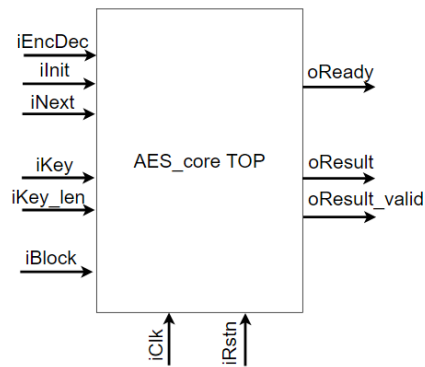 iEncDec
iInit
iNext
iKey
iKey_len
iBlock
AES_core TOP
oReady
oResult
oResult_valid
iClk
iRstn